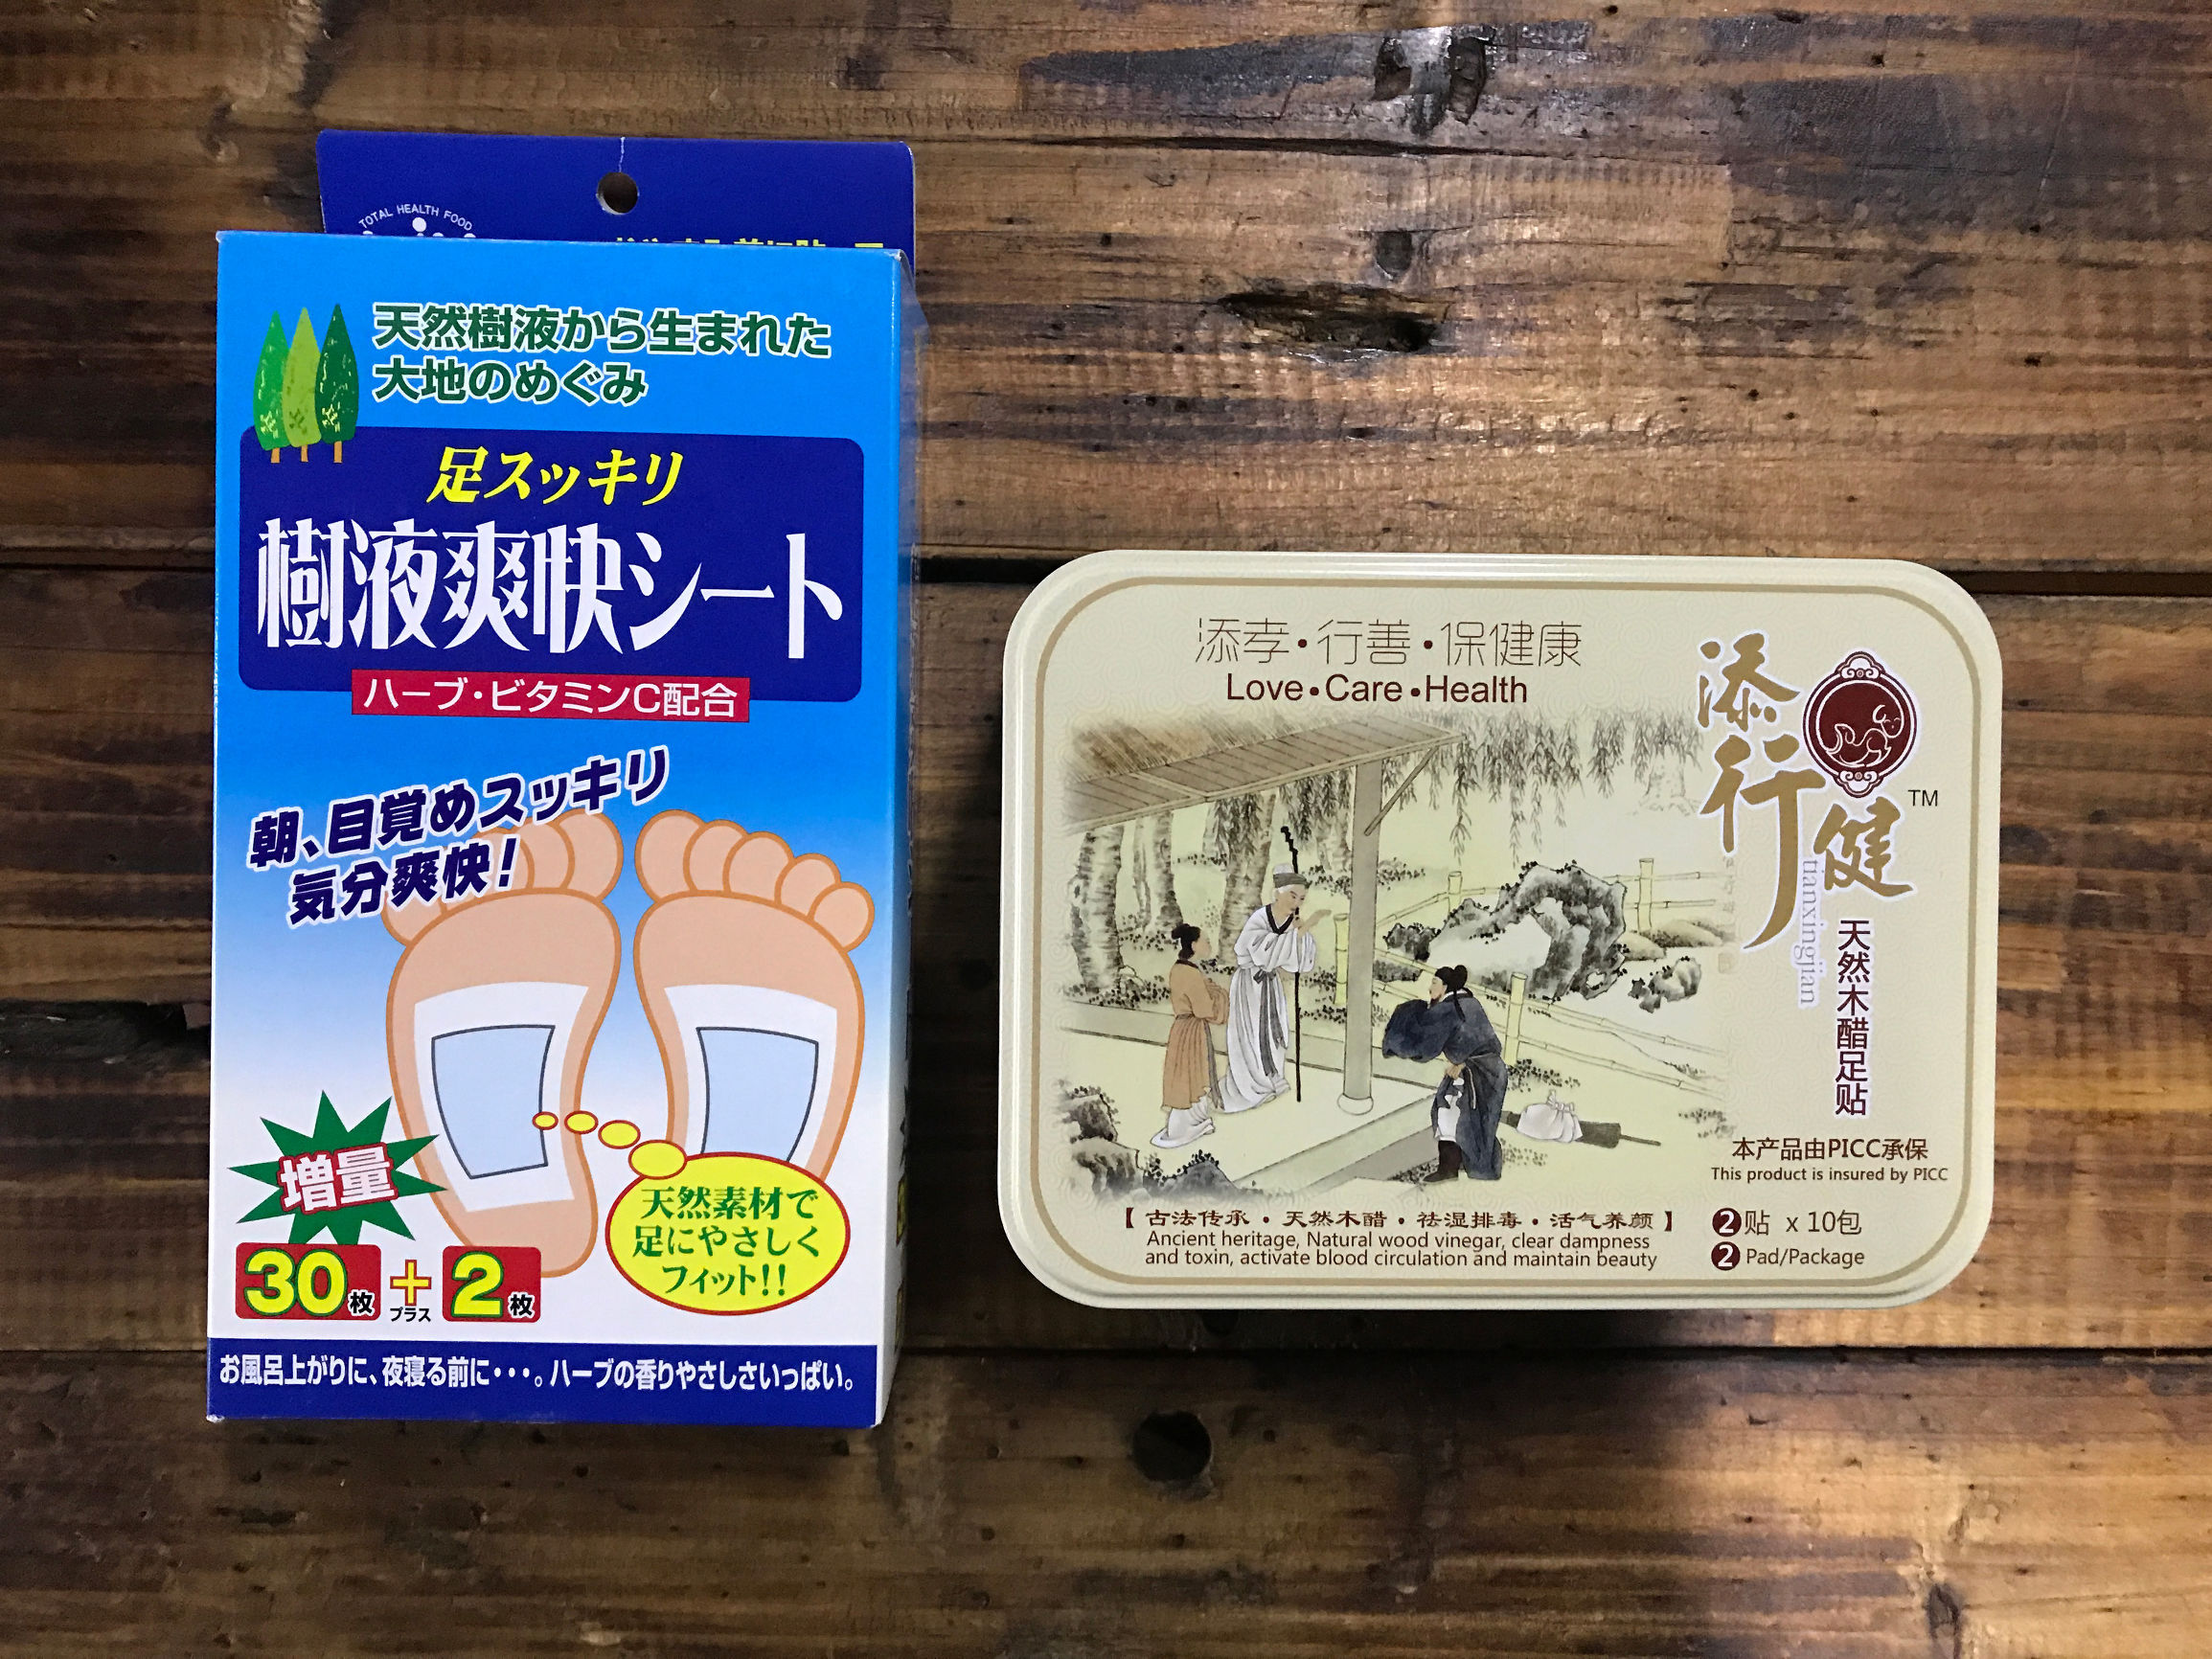 TOTAL HEALTH FOOD
天然樹液から生まれた
大地のめぐみ
足スッキリ
樹液爽快シート
ハーブ・ビタミンC配合
朝、目覚めスッキリ
気分爽快!
増量
30枚+プラス2枚
天然素材で
足にやさしく
フィット!!
お風呂上がりに、夜寝る前に・・・。ハーブの香りやさしさいっぱい。
添孝・行善・保健康
Love・Care・Health
添行健
TM
tianxingjian
天然木醋足贴
本产品由PICC承保
This product is insured by PICC
【古法传承・天然木醋・祛湿排毒・活气养颜】
Ancient heritage, Natural wood vinegar, clear dampness
and toxin, activate blood circulation and maintain beauty
2贴 x 10包
2 Pad/Package